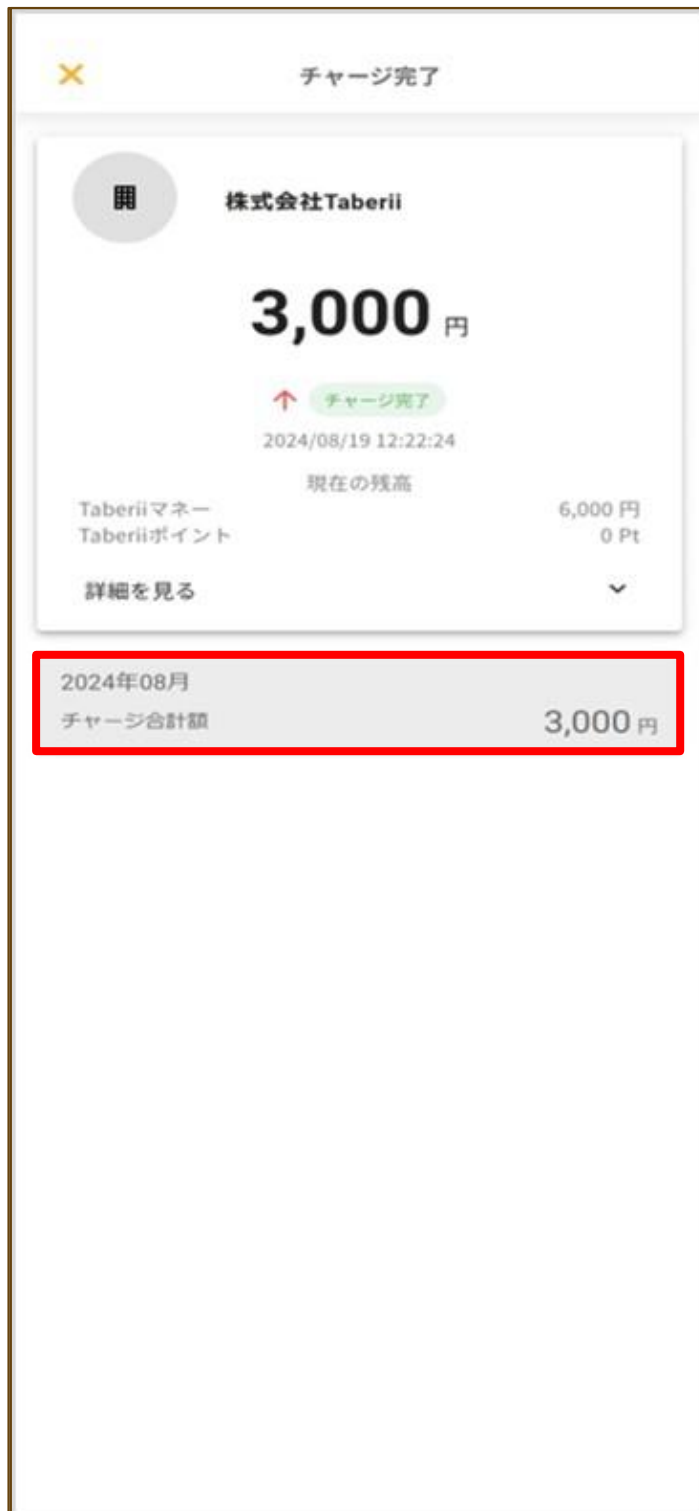 チャージ完了
株式会社Taberii
3,000 円
チャージ完了
2024/08/19 12:22:24
現在の残高
Taberiiマネー 6,000 円
Taberiiポイント 0 Pt
詳細を見る
2024年08月
チャージ合計額 3,000 円